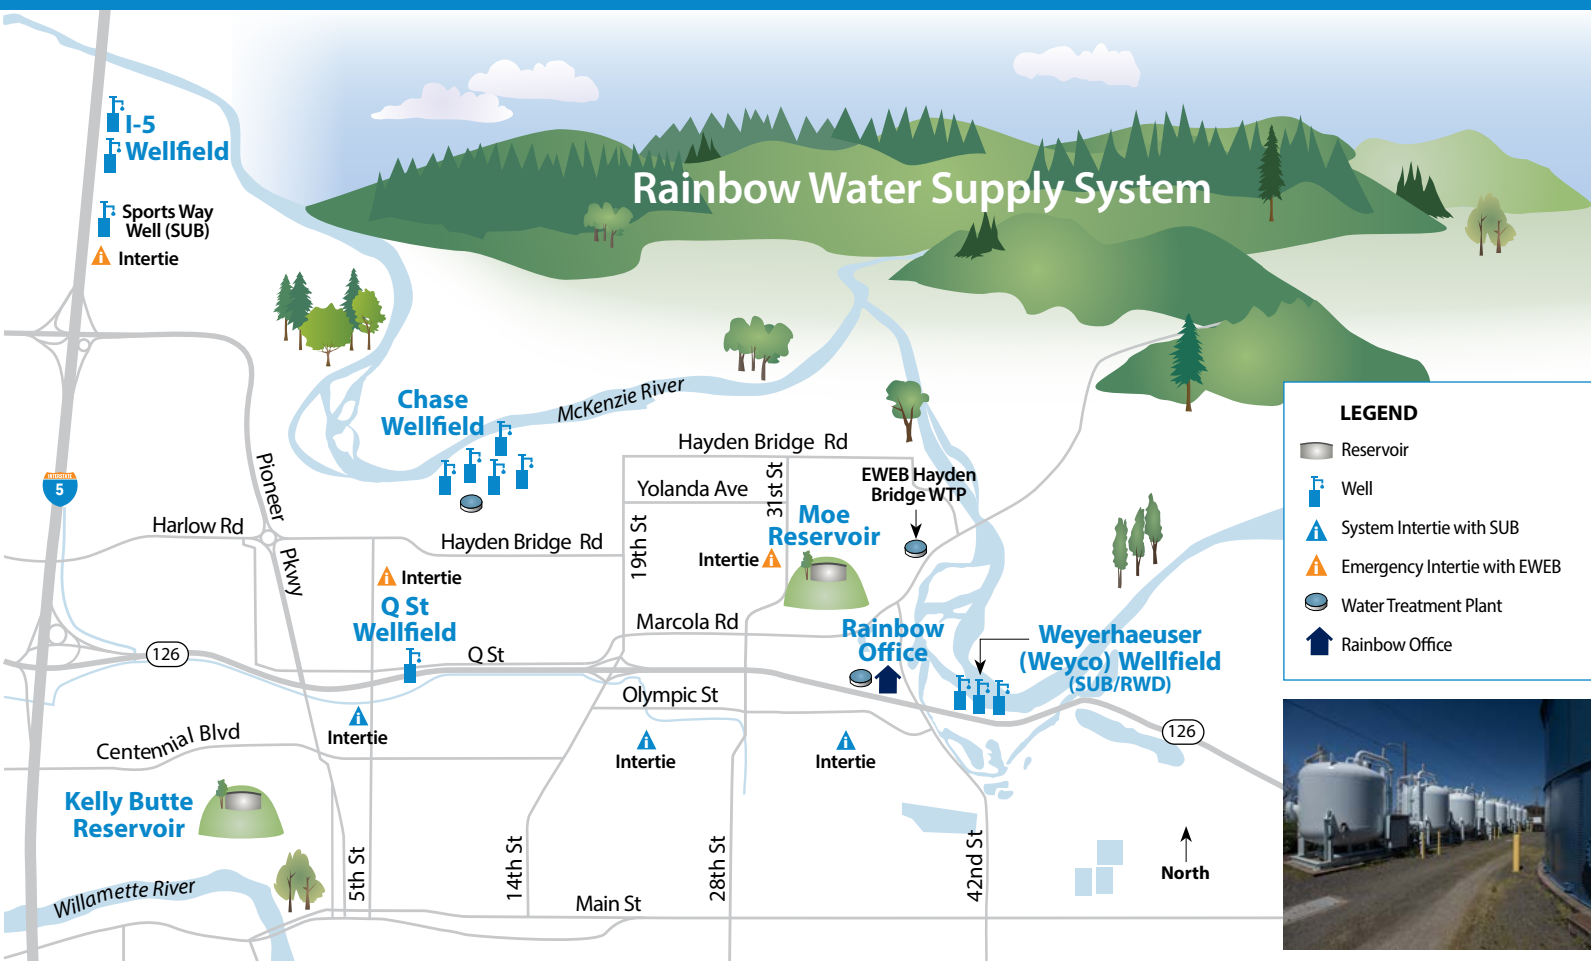 Rainbow Water Supply System
I-5
Wellfield
Sports Way
Well (SUB)
Intertie
Chase
Wellfield
McKenzie River
Hayden Bridge Rd
Yolanda Ave
31st St
EWEB Hayden
Bridge WTP
Moe
Reservoir
Intertie
19th St
Pioneer
Pkwy
INTERSTATE
5
Harlow Rd
Hayden Bridge Rd
Intertie
Q St
Wellfield
Q St
126
Marcola Rd
Rainbow
Office
Weyerhaeuser
(Weyco) Wellfield
(SUB/RWD)
Olympic St
126
Intertie
Intertie
Intertie
Centennial Blvd
Kelly Butte
Reservoir
Willamette River
5th St
14th St
28th St
42nd St
Main St
North
LEGEND
Reservoir
Well
System Intertie with SUB
Emergency Intertie with EWEB
Water Treatment Plant
Rainbow Office